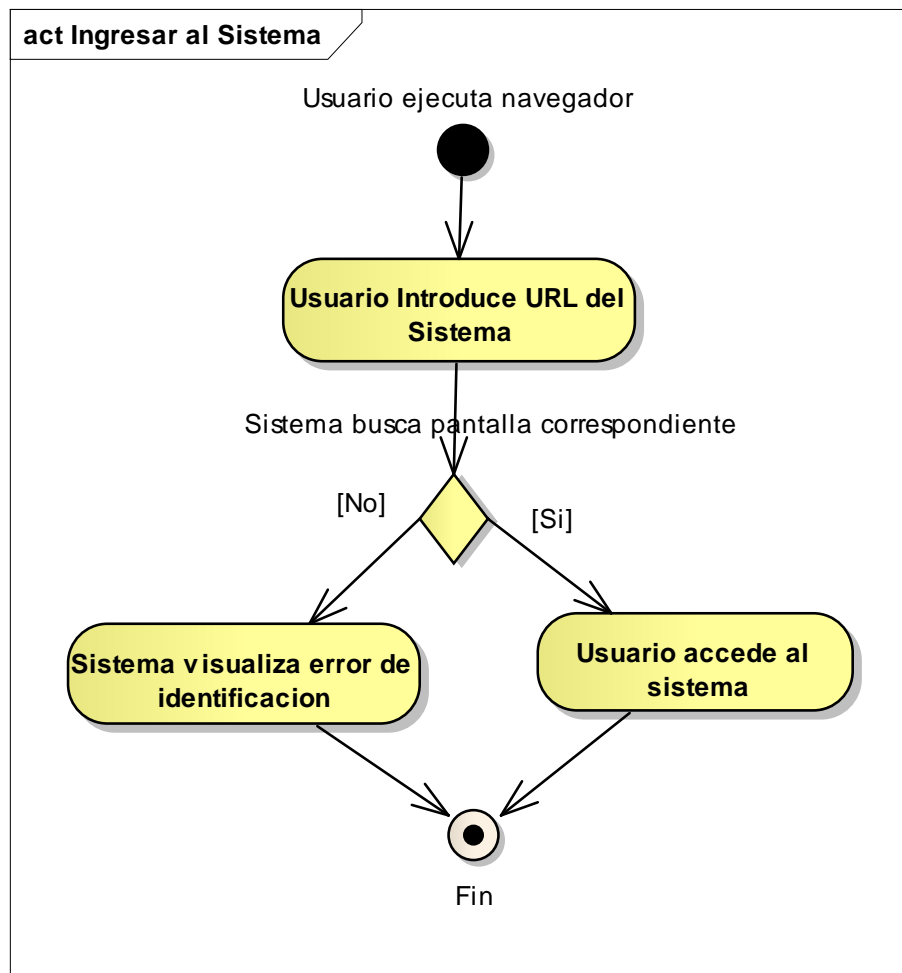 act Ingresar al Sistema
Usuario ejecuta navegador
Usuario Introduce URL del
Sistema
Sistema busca pantalla correspondiente
[No]
[Si]
Sistema visualiza error de
identificacion
Usuario accede al
sistema
Fin